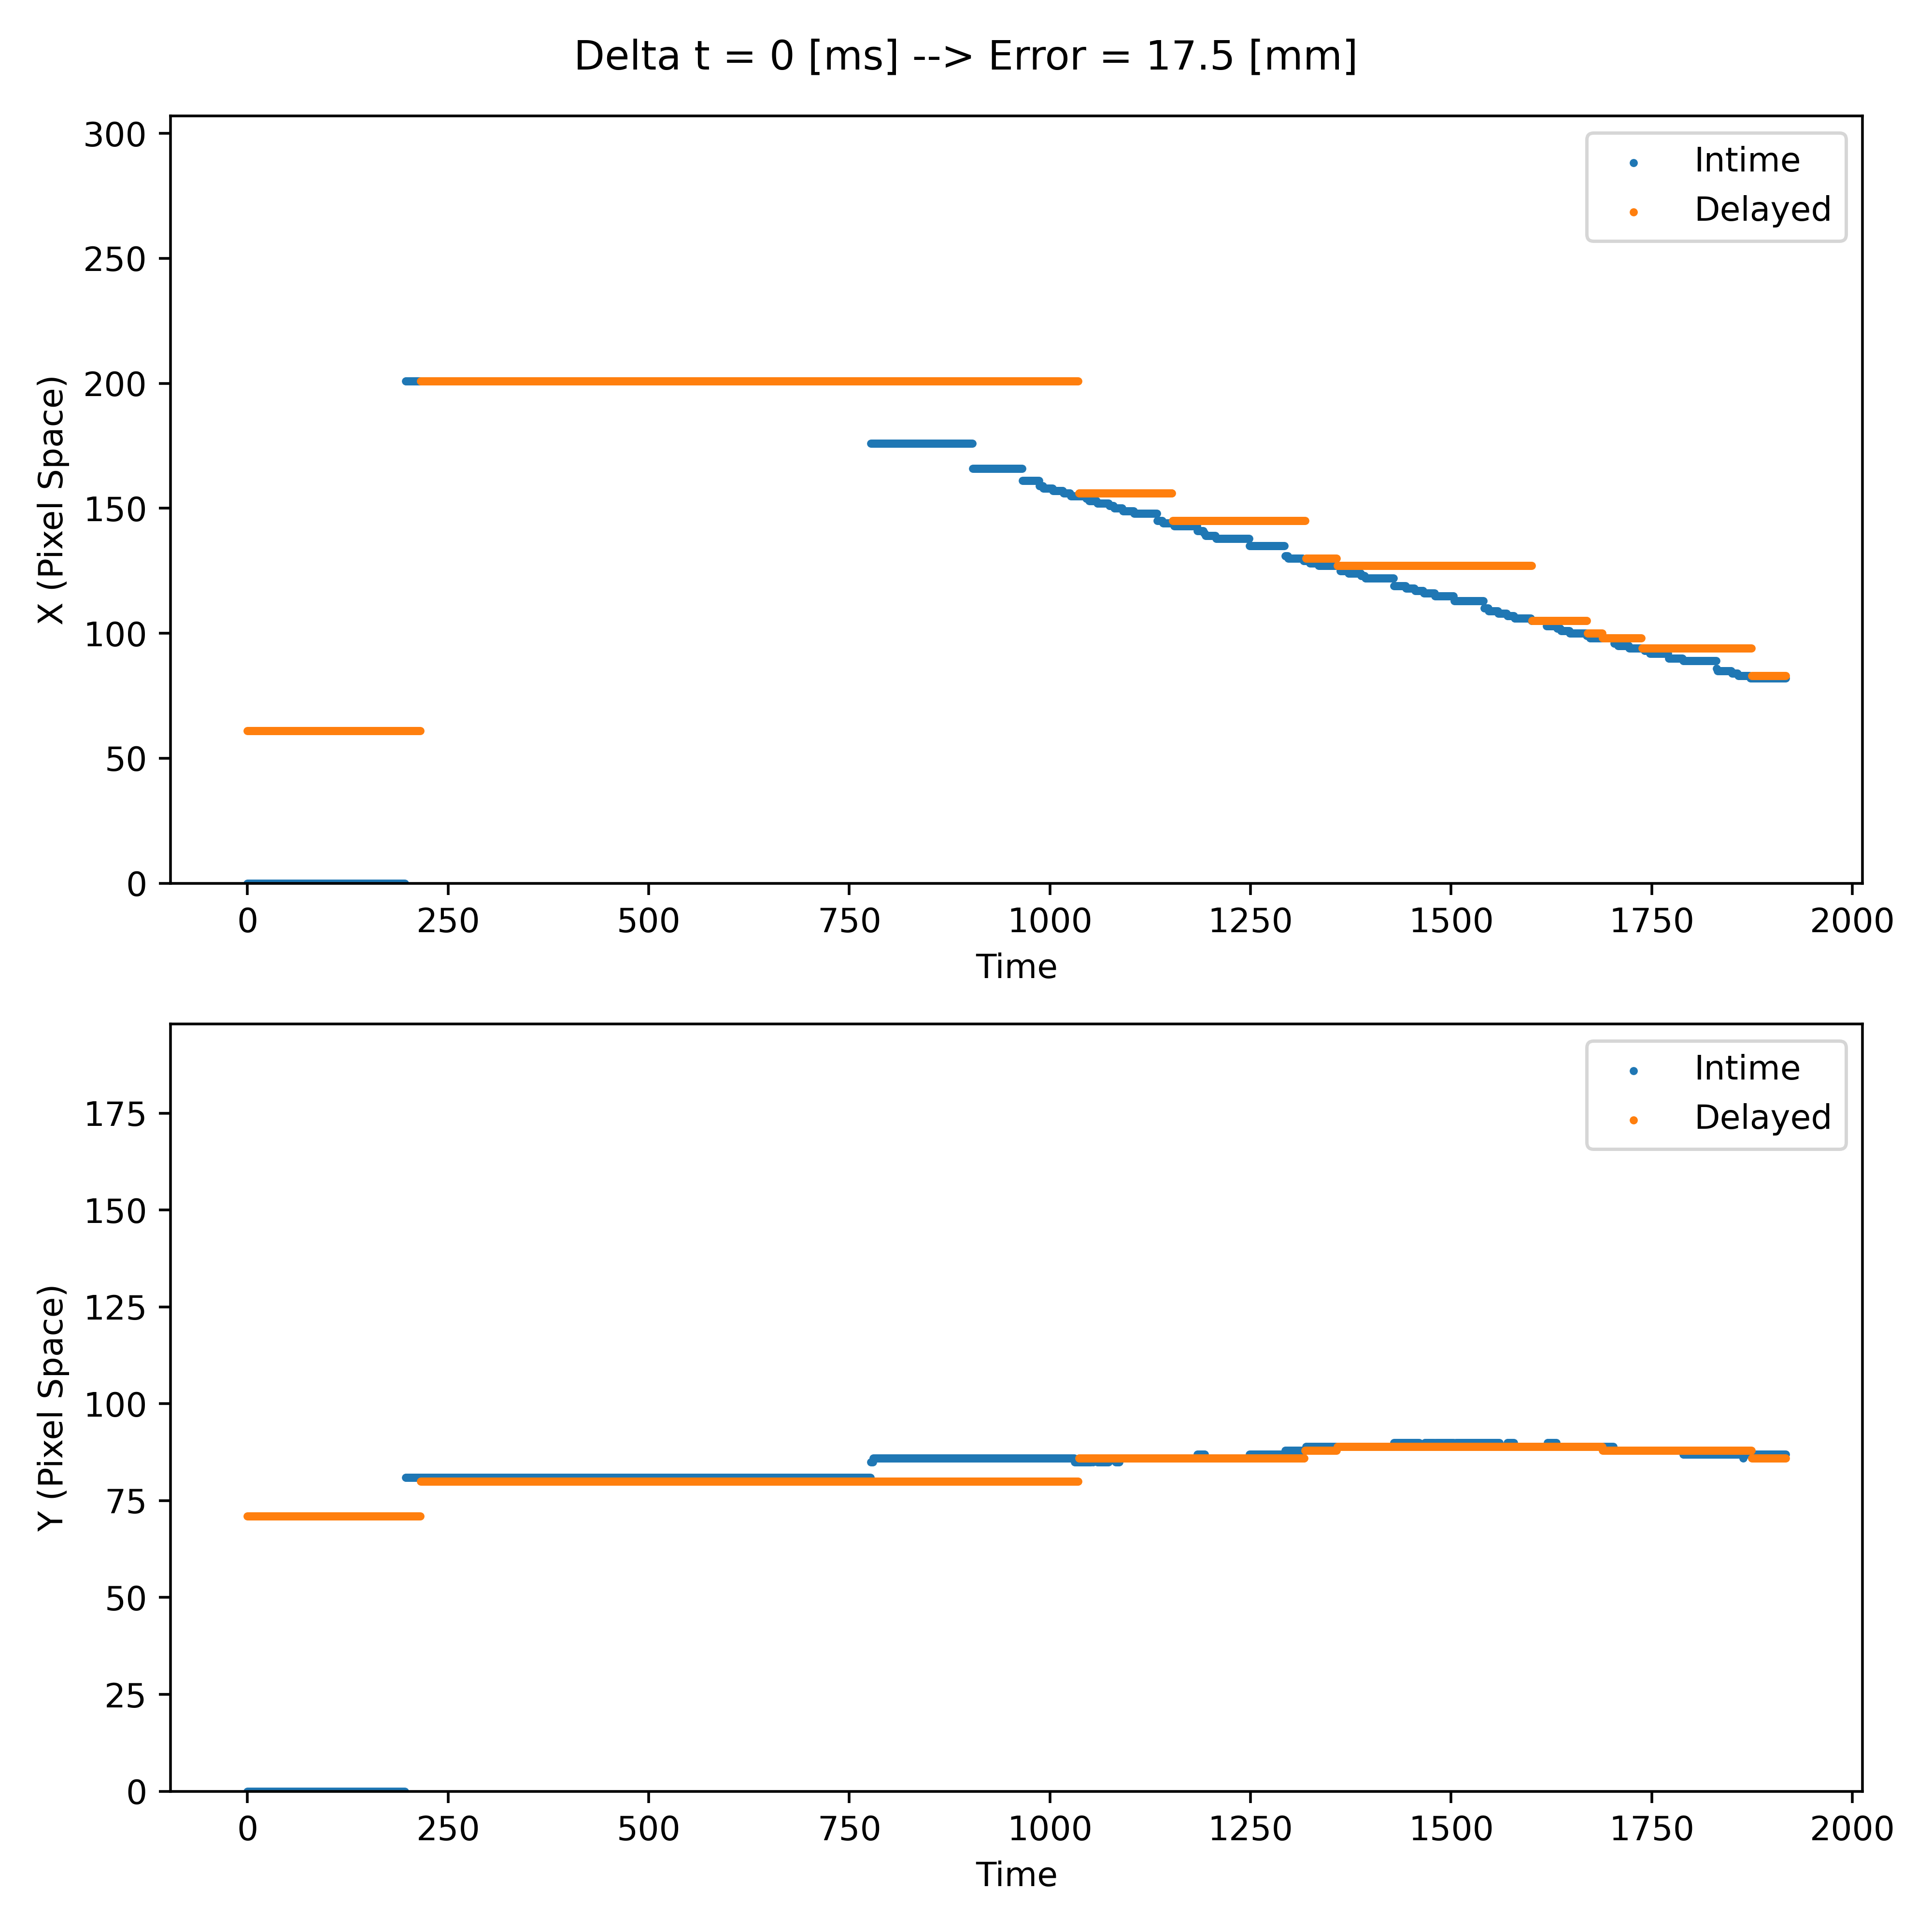 Delta t = 0 [ms] --> Error = 17.5 [mm]
300
250
200
150
100
50
0
X (Pixel Space)
Intime
Delayed
0 250 500 750 1000 1250 1500 1750 2000
Time
175
150
125
100
75
50
25
0
Y (Pixel Space)
Intime
Delayed
0 250 500 750 1000 1250 1500 1750 2000
Time